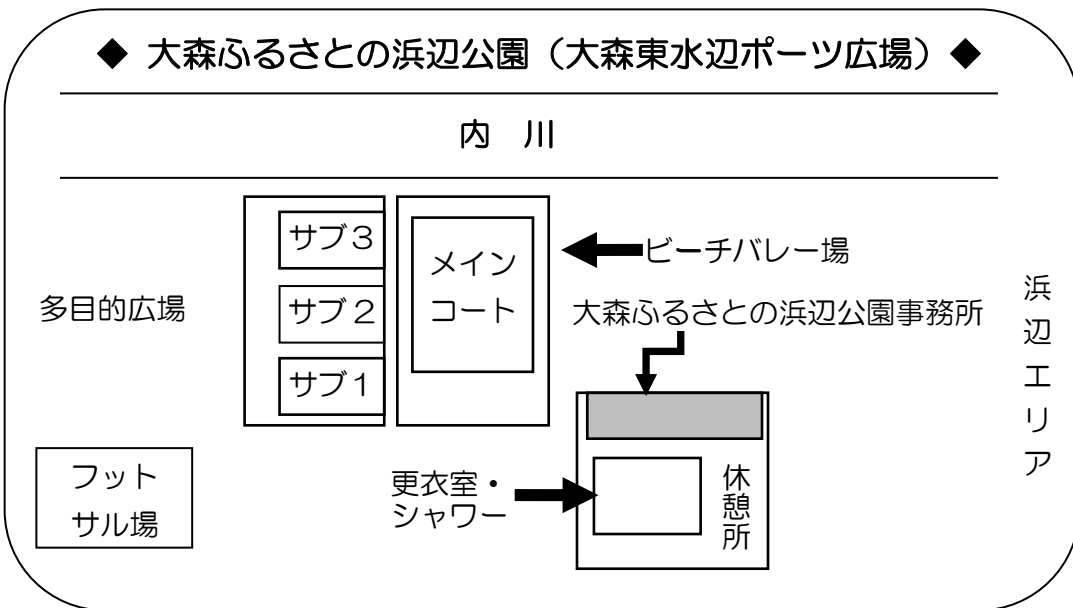 ◆ 大森ふるさとの浜辺公園（大森東水辺ポーツ広場）◆
内　川
サブ３
メイン
コート
ビーチバレー場
多目的広場
サブ２
大森ふるさとの浜辺公園事務所
サブ１
浜辺エリア
フット
サル場
更衣室・
シャワー
休憩所